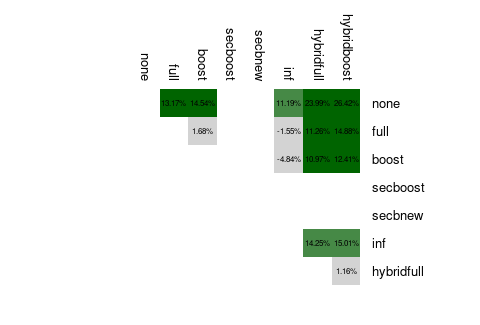 none
full
boost
secboost
secbnew
inf
hybridfull
hybridboost
13.17% 14.54% 11.19% 23.99% 26.42% none
1.68% -1.55% 11.26% 14.88% full
-4.84% 10.97% 12.41% boost
secboost
secbnew
14.25% 15.01% inf
1.16% hybridfull